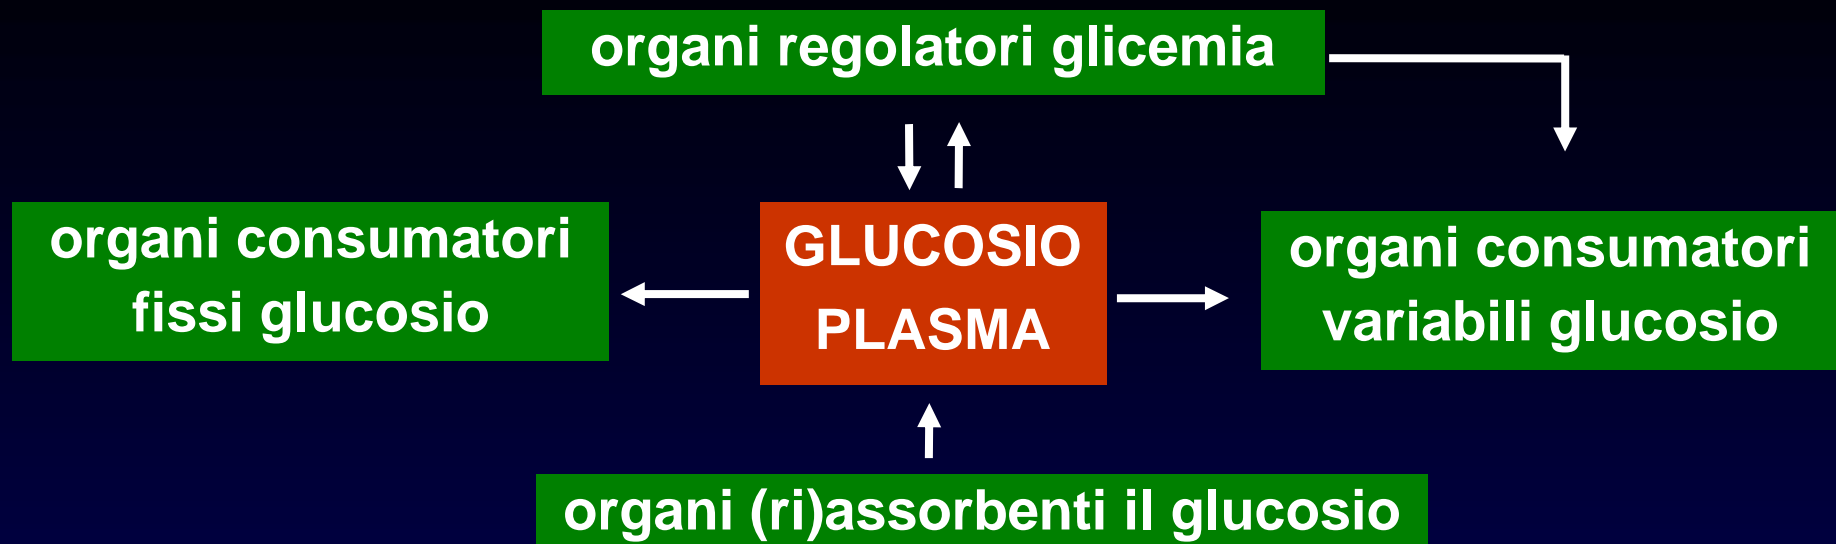 organi regolatori glicemia
organi consumatori
fissi glucosio
GLUCOSIO
PLASMA
organi consumatori
variabili glucosio
organi (ri)assorbenti il glucosio